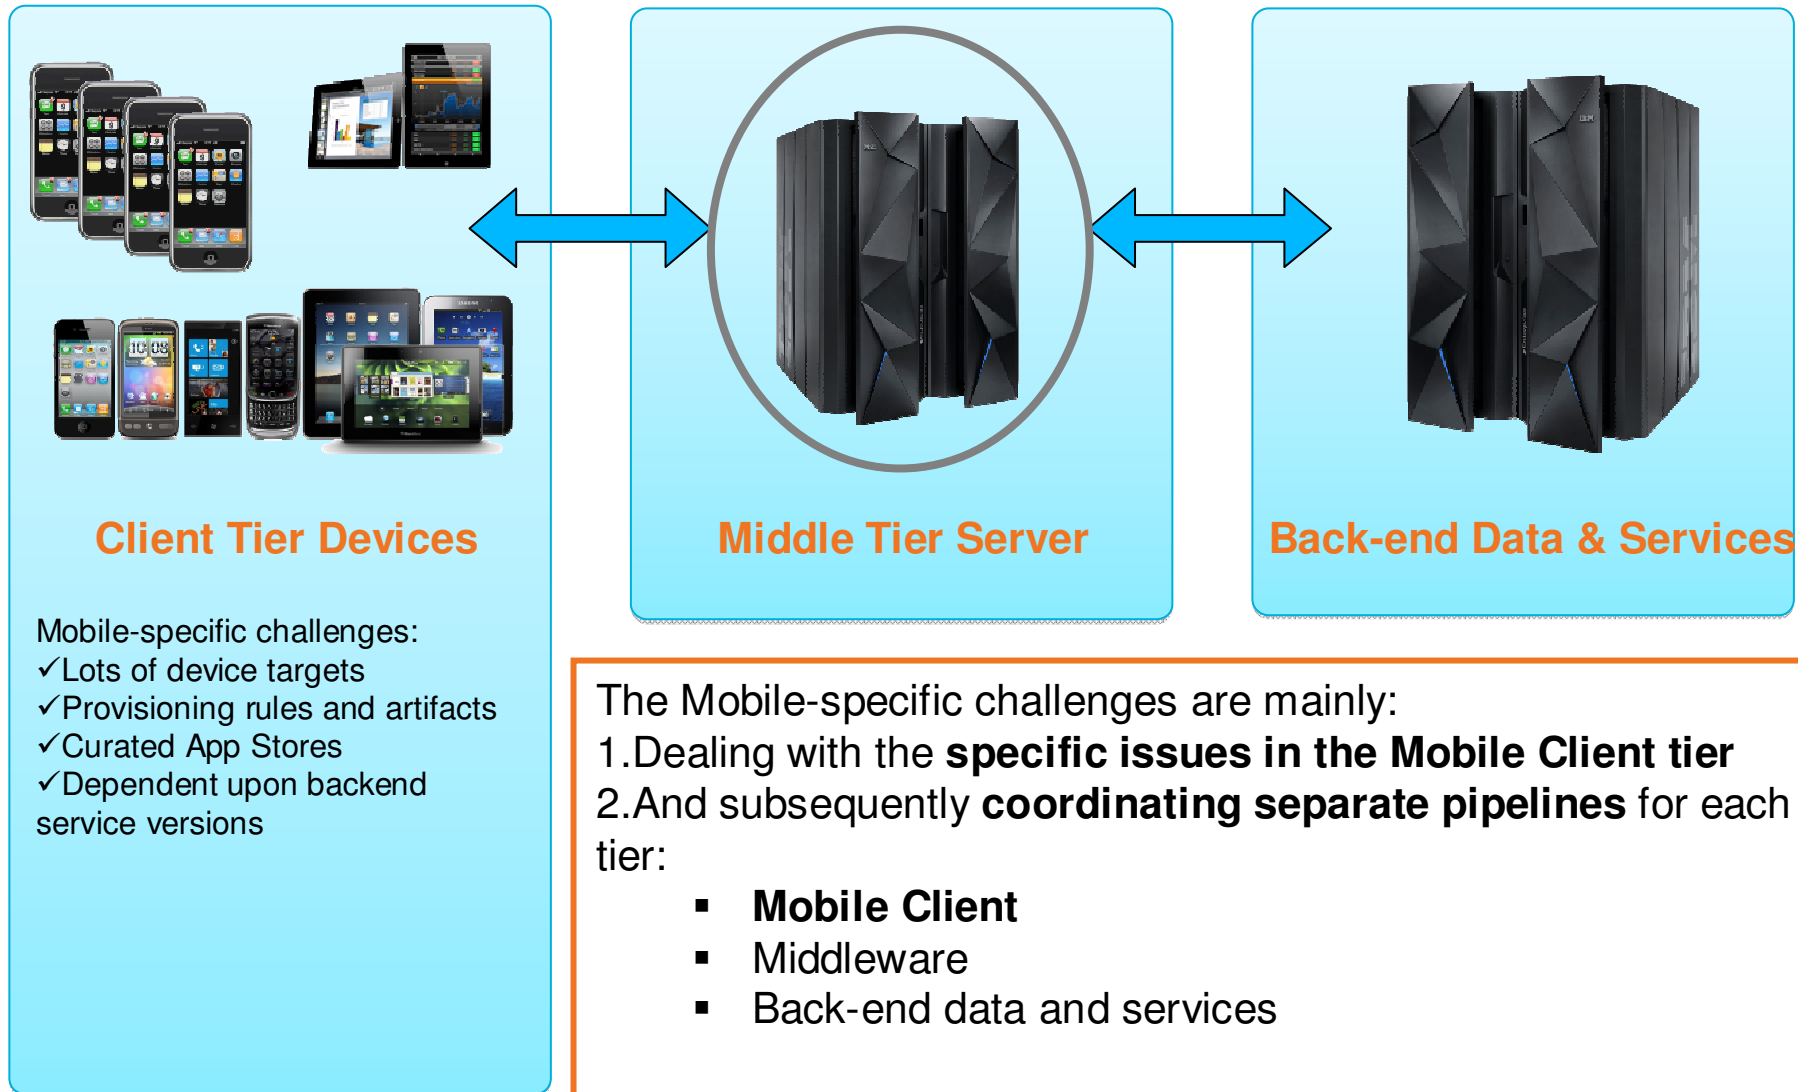 Client Tier Devices
Mobile-specific challenges:
✓Lots of device targets
✓Provisioning rules and artifacts
✓Curated App Stores
✓Dependent upon backend
service versions
Middle Tier Server
Back-end Data & Services
The Mobile-specific challenges are mainly:
1.Dealing with the specific issues in the Mobile Client tier
2.And subsequently coordinating separate pipelines for each
tier:
▪ Mobile Client
▪ Middleware
▪ Back-end data and services